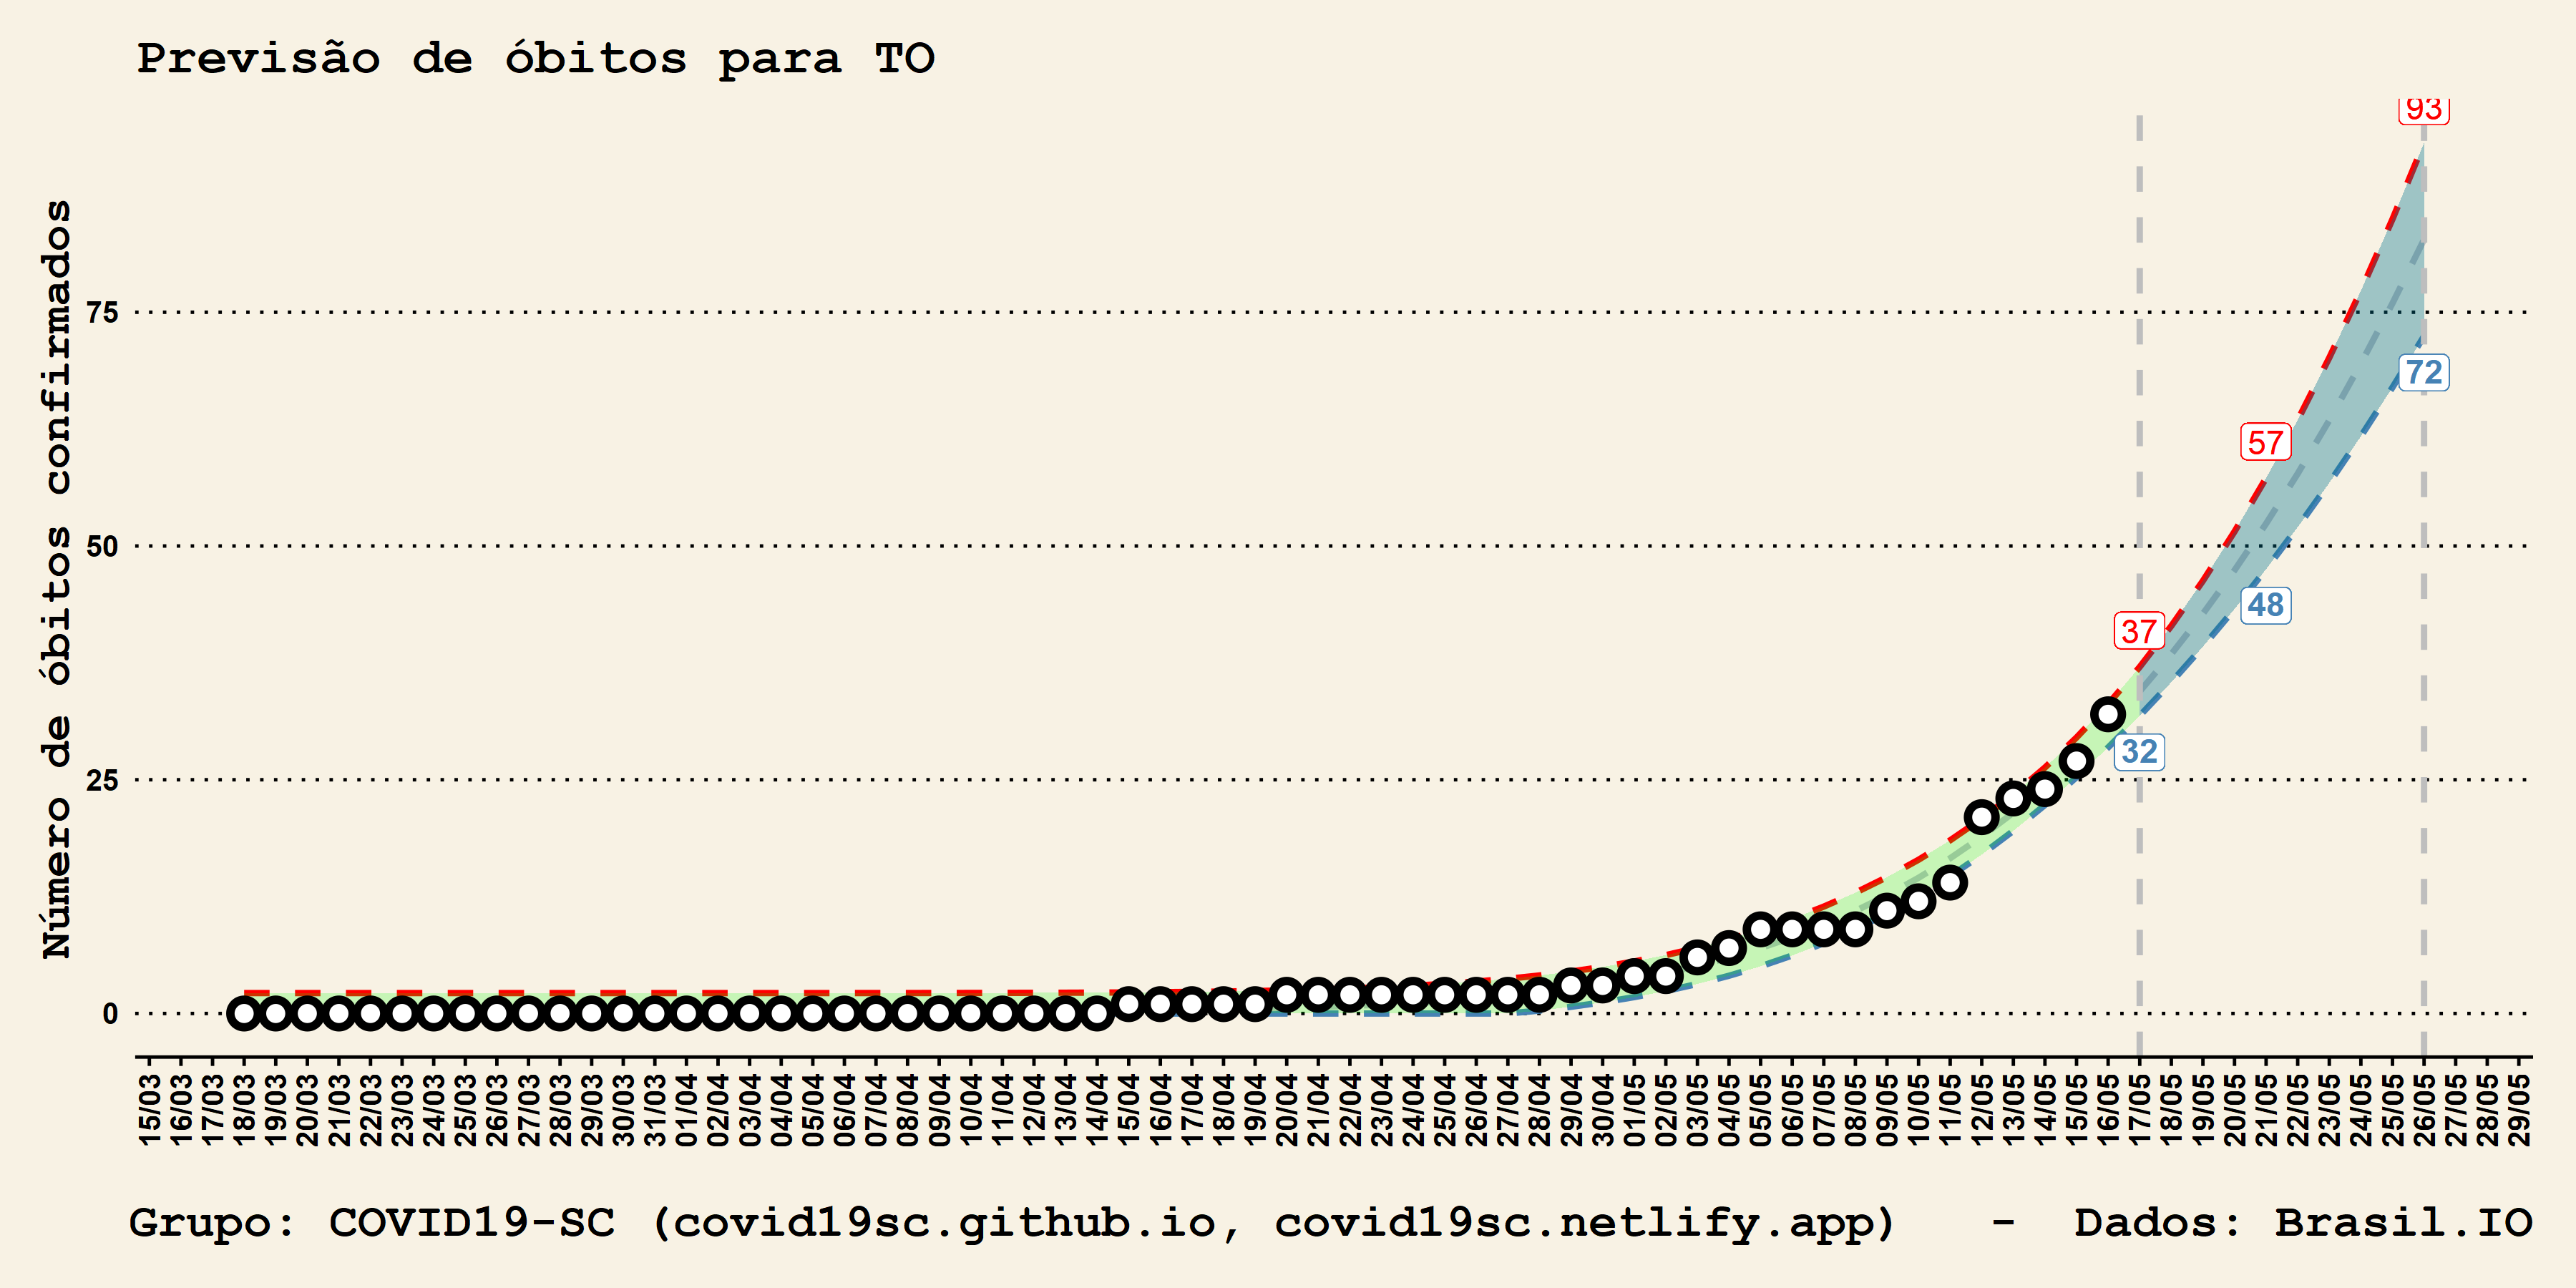 Previsão de óbitos para TO
Número de óbitos confirmados
93
75
72
57
50
48
37
32
25
0
15/03 16/03 17/03 18/03 19/03 20/03 21/03 22/03 23/03 24/03 25/03 26/03 27/03 28/03 29/03 30/03 31/03 01/04 02/04 03/04 04/04 05/04 06/04 07/04 08/04 09/04 10/04 11/04 12/04 13/04 14/04 15/04 16/04 17/04 18/04 19/04 20/04 21/04 22/04 23/04 24/04 25/04 26/04 27/04 28/04 29/04 30/04 01/05 02/05 03/05 04/05 05/05 06/05 07/05 08/05 09/05 10/05 11/05 12/05 13/05 14/05 15/05 16/05 17/05 18/05 19/05 20/05 21/05 22/05 23/05 24/05 25/05 26/05 27/05 28/05 29/05
Grupo: COVID19-SC (covid19sc.github.io, covid19sc.netlify.app) - Dados: Brasil.IO